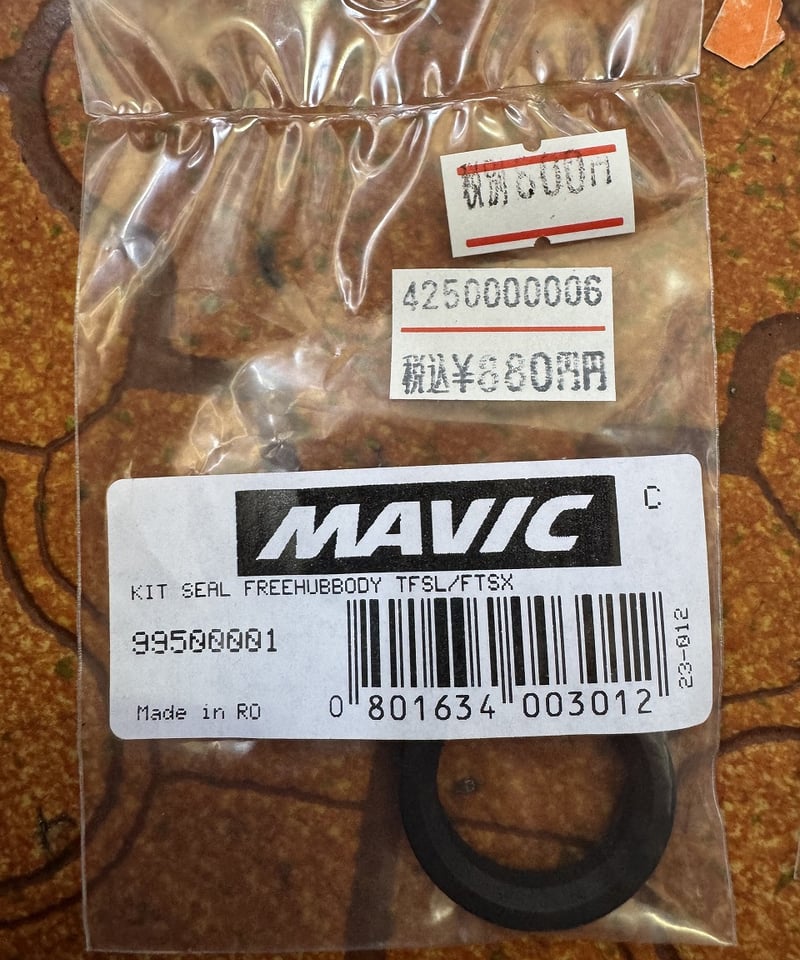 税別800円
4250000006
税込¥880円円
MAVIC
C
KIT SEAL FREEHUBBODY TFSL/FTSX
99500001
23-012
Made in RO
0 801634 003012